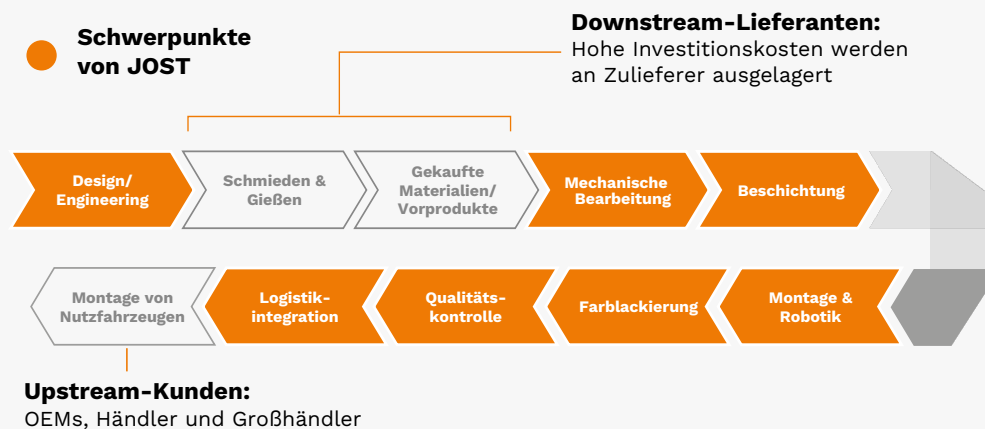 Schwerpunkte
von JOST
Downstream-Lieferanten:
Hohe Investitionskosten werden
an Zulieferer ausgelagert
Design/
Engineering
Schmieden &
Gießen
Gekaufte
Materialien/
Vorprodukte
Mechanische
Bearbeitung
Beschichtung
Montage von
Nutzfahrzeugen
Logistik-
integration
Qualitäts-
kontrolle
Farblackierung
Montage &
Robotik
Upstream-Kunden:
OEMs, Händler und Großhändler